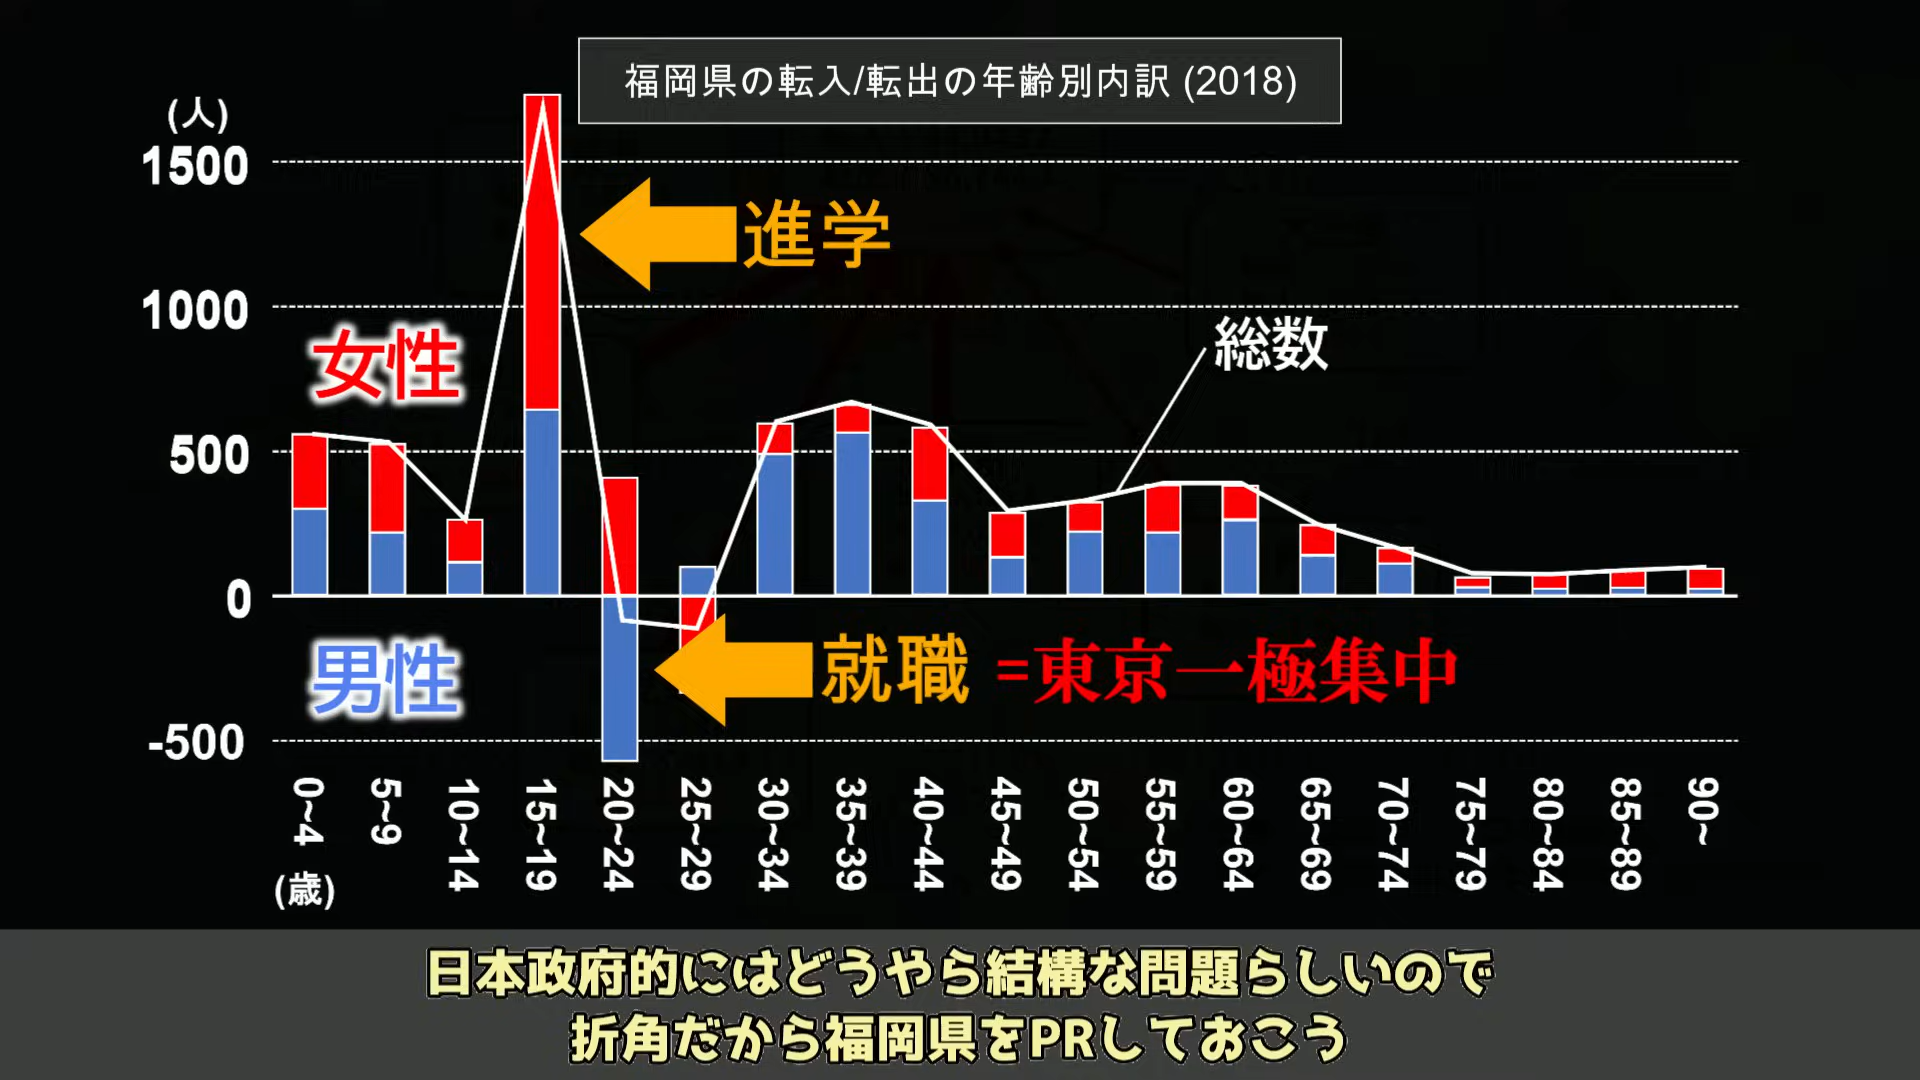 福岡県の転入/転出の年齢別内訳 (2018)
(人)
1500
進学
1000
総数
女性
500
0
就職 =東京一極集中
男性
-500
0~4
5~9
10~14
15~19
20~24
25~29
30~34
35~39
40~44
45~49
50~54
55~59
60~64
65~69
70~74
75~79
80~84
85~89
90~
(歳)
日本政府的にはどうやら結構な問題らしいので
折角だから福岡県をPRしておこう